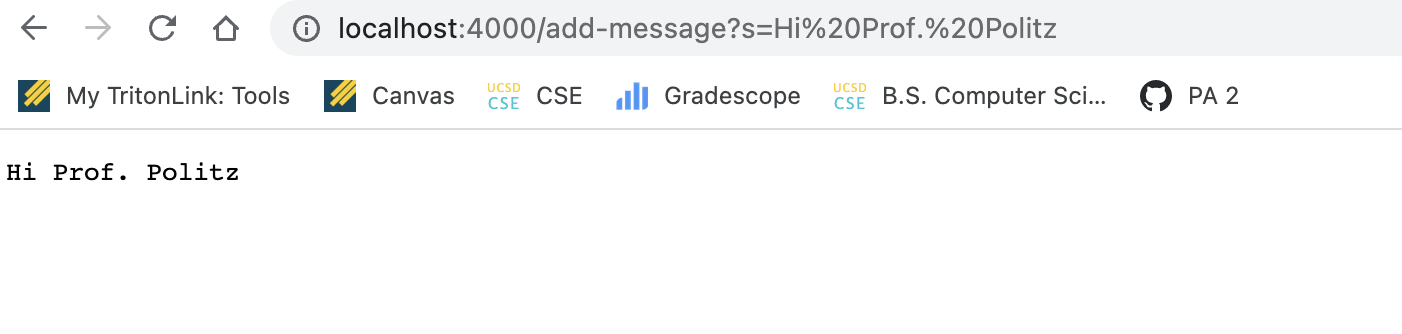 localhost:4000/add-message?s=Hi%20Prof.%20Politz
My TritonLink: Tools Canvas UCSD CSE CSE Gradescope UCSD CSE B.S. Computer Sci... PA 2
Hi Prof. Politz